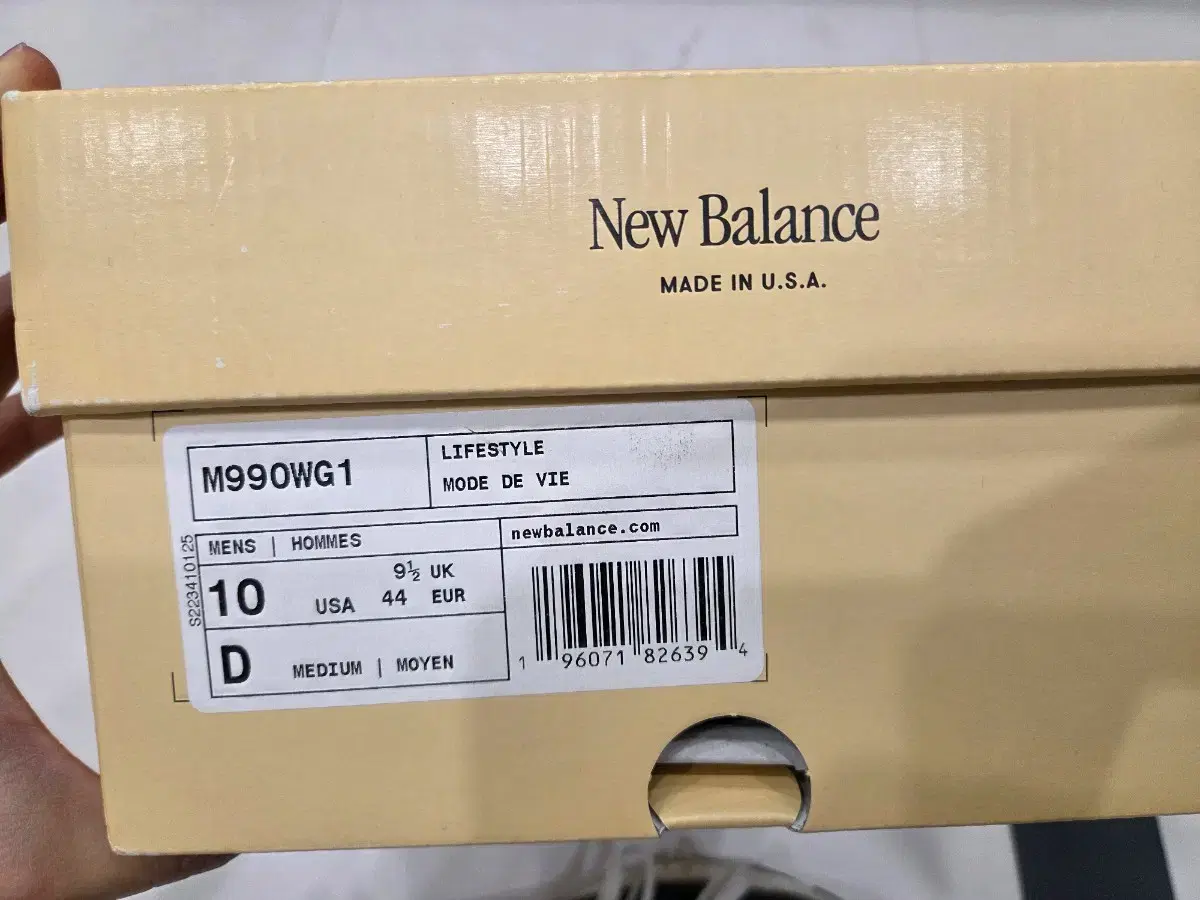 New Balance
MADE IN U.S.A.
M990WG1
LIFESTYLE
MODE DE VIE
MENS | HOMMES
newbalance.com
10 USA
9½ UK
44 EUR
D MEDIUM | MOYEN
S223410125
1 96071 82639 4